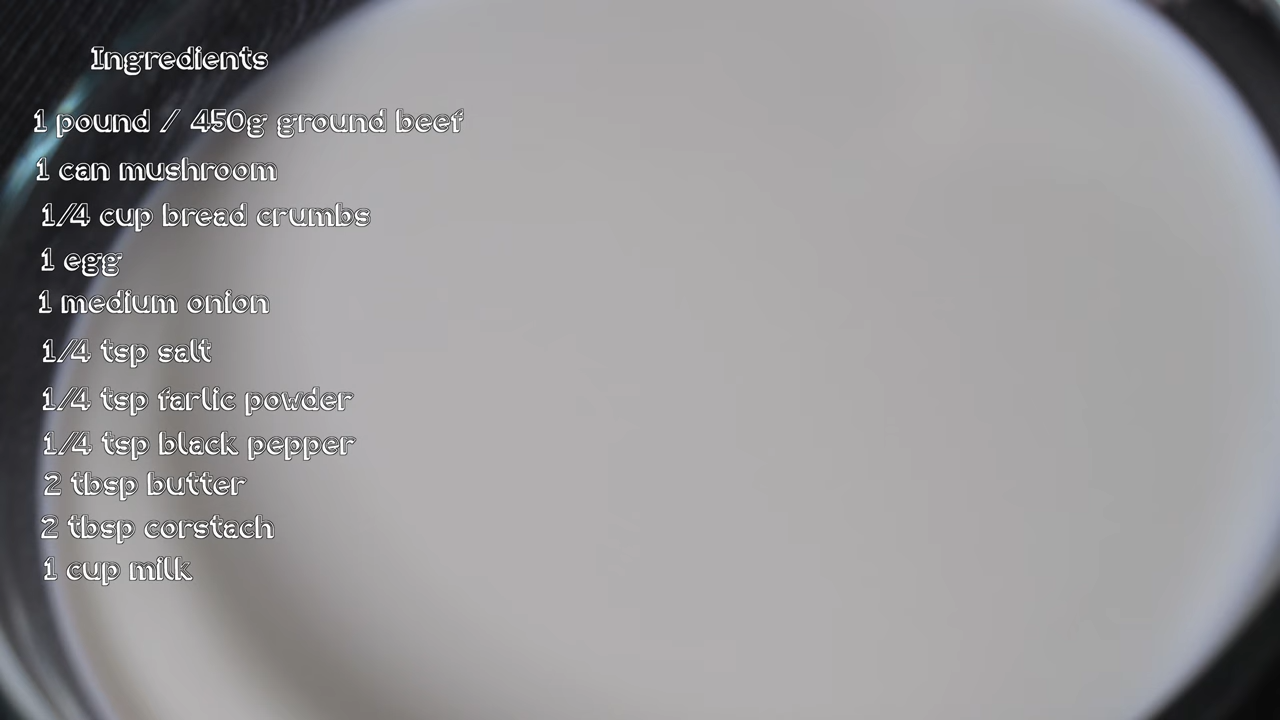 Ingredients
1 pound / 450g ground beef
1 can mushroom
1/4 cup bread crumbs
1 egg
1 medium onion
1/4 tsp salt
1/4 tsp farlic powder
1/4 tsp black pepper
2 tbsp butter
2 tbsp corstach
1 cup milk